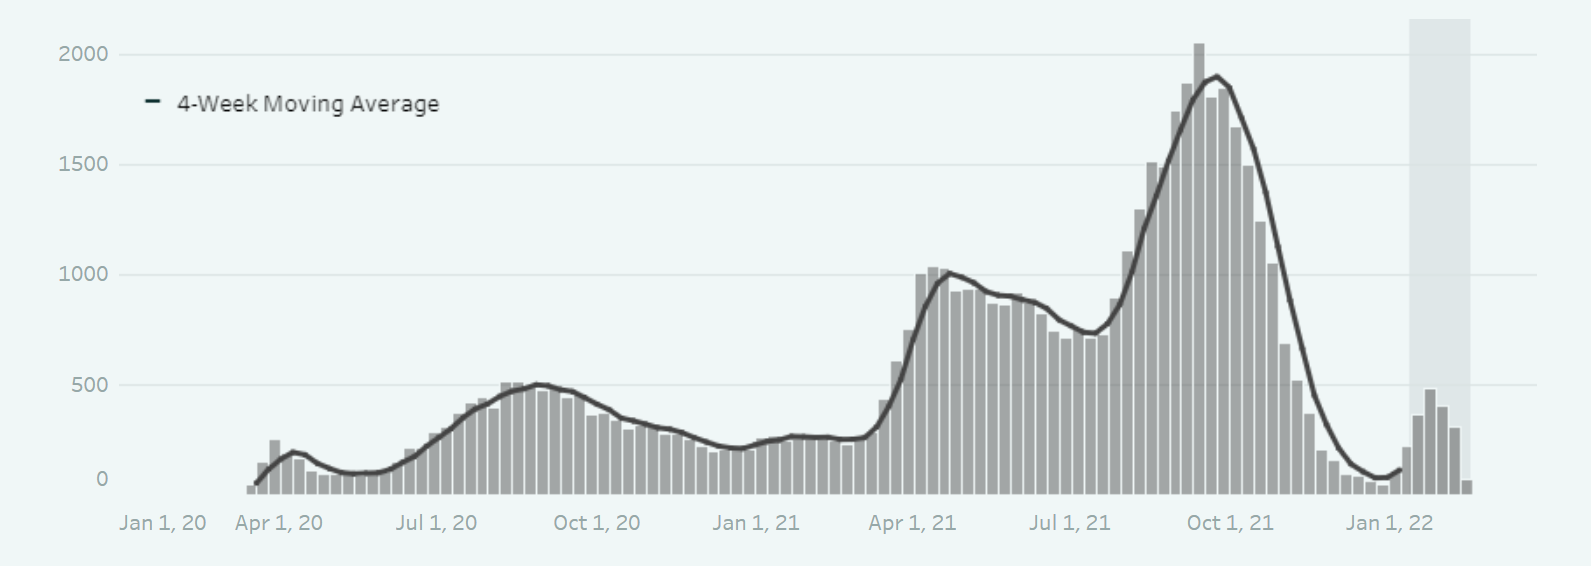 2000
4-Week Moving Average
1500
1000
500
0
Jan 1, 20 Apr 1, 20 Jul 1, 20 Oct 1, 20 Jan 1, 21 Apr 1, 21 Jul 1, 21 Oct 1, 21 Jan 1, 22